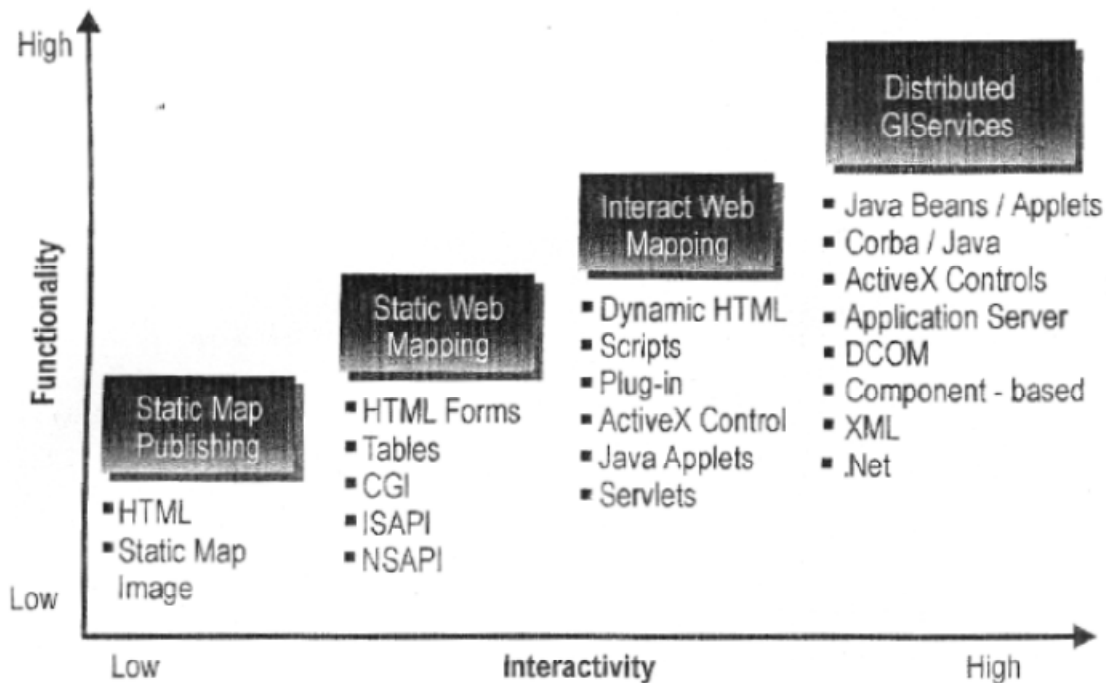 High
Functionality
Low
Low
Interactivity
High
Static Map
Publishing
▪ HTML
▪ Static Map
Image
Static Web
Mapping
▪ HTML Forms
▪ Tables
▪ CGI
▪ ISAPI
▪ NSAPI
Interact Web
Mapping
▪ Dynamic HTML
▪ Scripts
▪ Plug-in
▪ ActiveX Control
▪ Java Applets
▪ Servlets
Distributed
GIServices
▪ Java Beans / Applets
▪ Corba / Java
▪ ActiveX Controls
▪ Application Server
▪ DCOM
▪ Component - based
▪ XML
▪ .Net